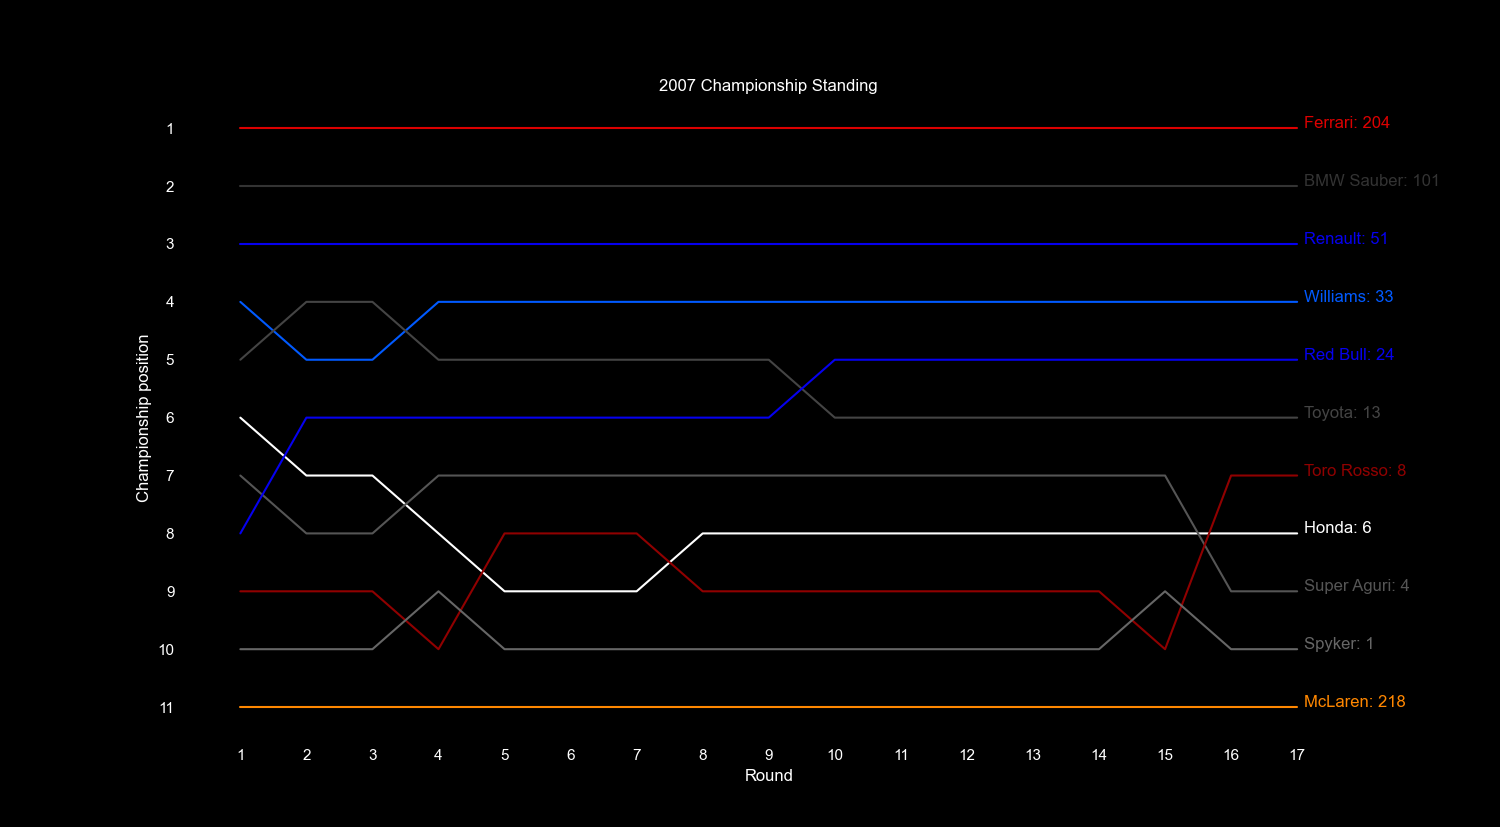 2007 Championship Standing
1
Ferrari: 204
2
BMW Sauber: 101
3
Renault: 51
4
Williams: 33
5
Red Bull: 24
Championship position
6
Toyota: 13
7
Toro Rosso: 8
8
Honda: 6
9
Super Aguri: 4
10
Spyker: 1
11
McLaren: 218
1 2 3 4 5 6 7 8 9 10 11 12 13 14 15 16 17
Round